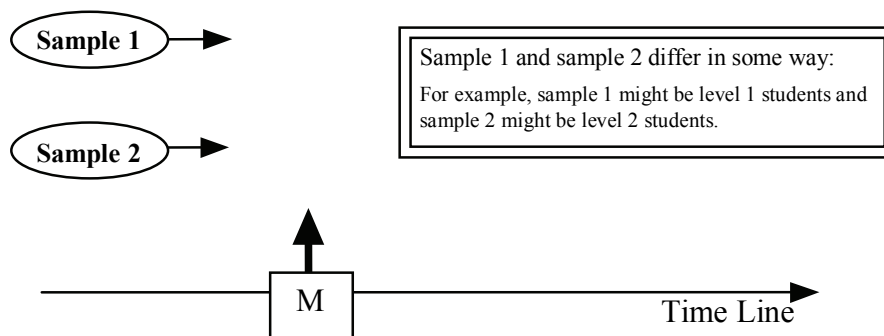 Sample 1
Sample 1 and sample 2 differ in some way:
For example, sample 1 might be level 1 students and
sample 2 might be level 2 students.
Sample 2
M
Time Line